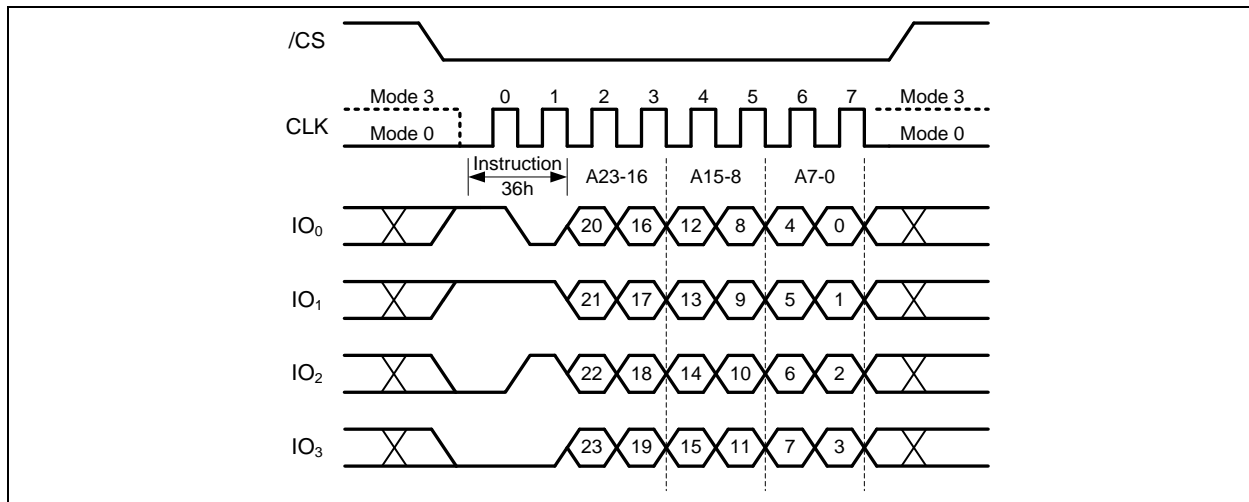 /CS
Mode 3 0 1 2 3 4 5 6 7 Mode 3
CLK
Mode 0 Mode 0
Instruction
36h
A23-16 A15-8 A7-0
IO0 20 16 12 8 4 0
IO1 21 17 13 9 5 1
IO2 22 18 14 10 6 2
IO3 23 19 15 11 7 3